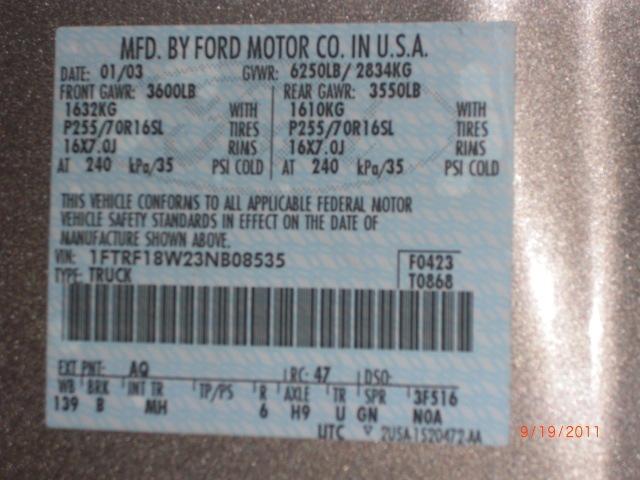 MFD. BY FORD MOTOR CO. IN U.S.A.
DATE: 01/03 GVWR: 6250LB/ 2834KG
FRONT GAWR: 3600LB REAR GAWR: 3550LB
1632KG WITH 1610KG WITH
P255/70R16SL TIRES P255/70R16SL TIRES
16X7.0J RIMS 16X7.0J RIMS
AT 240 kPa/35 PSI COLD AT 240 kPa/35 PSI COLD
THIS VEHICLE CONFORMS TO ALL APPLICABLE FEDERAL MOTOR
VEHICLE SAFETY STANDARDS IN EFFECT ON THE DATE OF
MANUFACTURE SHOWN ABOVE.
VIN: 1FTRF18W23NB08535 F0423
TYPE: TRUCK T0868
EXT PNT: AQ RC: 47 DSO:
WB BRK INT TR TP/PS R AXLE TR SPR 3F516
139 B MH 6 H9 U GN N0A
UTC 2U5A-1520472-AA
9/19/2011